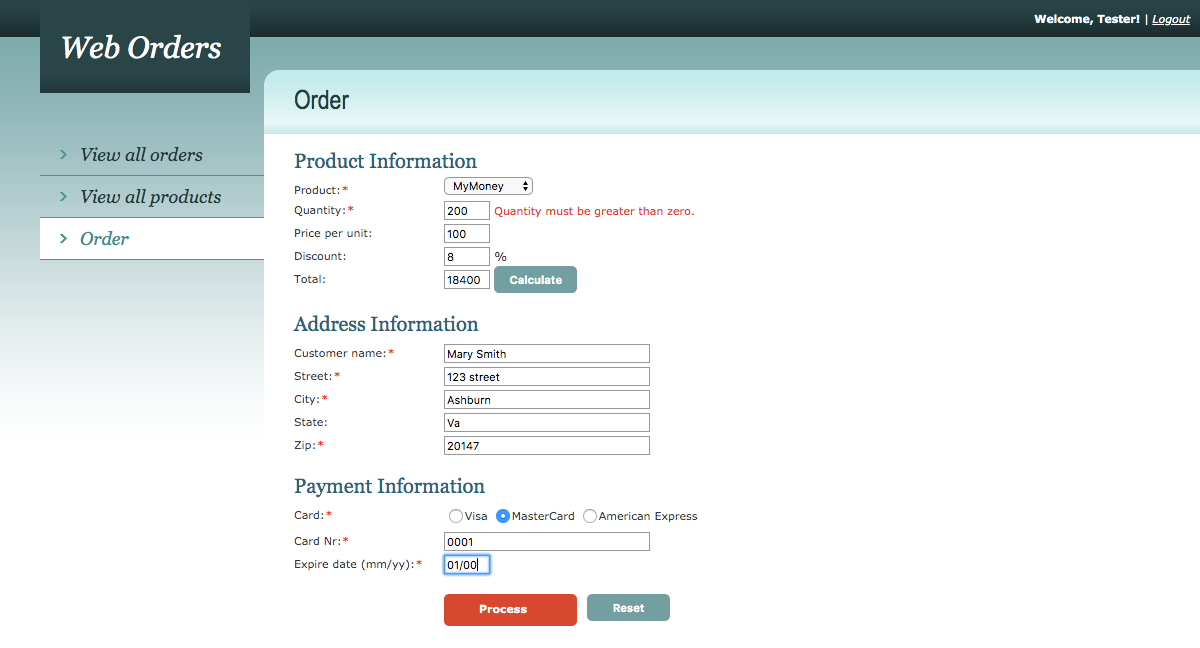 Welcome, Tester! | Logout
Web Orders
Order
View all orders
View all products
Order
Product Information
Product:* MyMoney
Quantity:* 200 Quantity must be greater than zero.
Price per unit: 100
Discount: 8 %
Total: 18400 Calculate
Address Information
Customer name:* Mary Smith
Street:* 123 street
City:* Ashburn
State: Va
Zip:* 20147
Payment Information
Card:* Visa MasterCard American Express
Card Nr:* 0001
Expire date (mm/yy):* 01/00
Process Reset